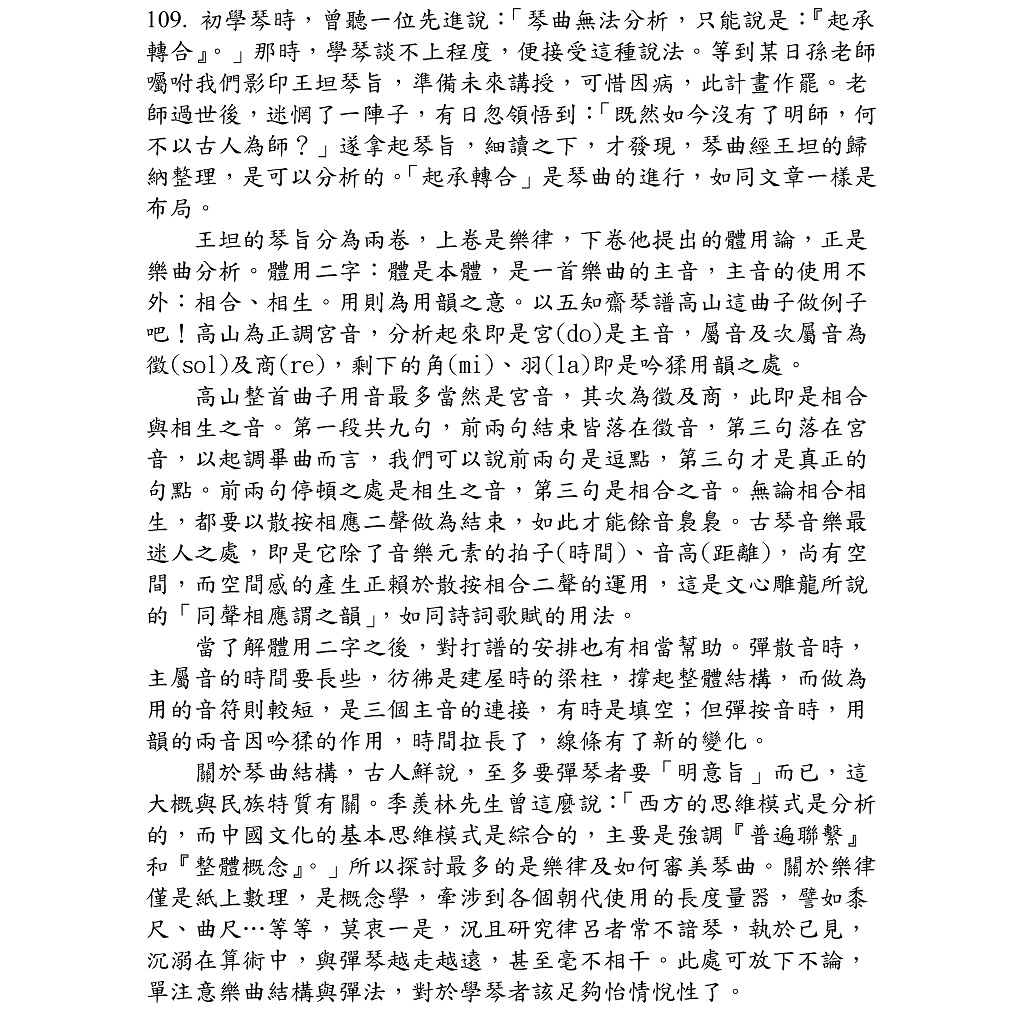 109. 初學琴時，曾聽一位先進說：「琴曲無法分析，只能說是：『起承
轉合』。」那時，學琴談不上程度，便接受這種說法。等到某日孫老師
囑咐我們影印王坦琴旨，準備未來講授，可惜因病，此計畫作罷。老
師過世後，迷惘了一陣子，有日忽領悟到：「既然如今沒有了明師，何
不以古人為師？」遂拿起琴旨，細讀之下，才發現，琴曲經王坦的歸
納整理，是可以分析的。「起承轉合」是琴曲的進行，如同文章一樣是
布局。
王坦的琴旨分為兩卷，上卷是樂律，下卷他提出的體用論，正是
樂曲分析。體用二字：體是本體，是一首樂曲的主音，主音的使用不
外：相合、相生。用則為用韻之意。以五知齋琴譜高山這曲子做例子
吧！高山為正調宮音，分析起來即是宮(do)是主音，屬音及次屬音為
徵(sol)及商(re)，剩下的角(mi)、羽(la)即是吟猱用韻之處。
高山整首曲子用音最多當然是宮音，其次為徵及商，此即是相合
與相生之音。第一段共九句，前兩句結束皆落在徵音，第三句落在宮
音，以起調畢曲而言，我們可以說前兩句是逗點，第三句才是真正的
句點。前兩句停頓之處是相生之音，第三句是相合之音。無論相合相
生，都要以散按相應二聲做為結束，如此才能餘音裊裊。古琴音樂最
迷人之處，即是它除了音樂元素的拍子(時間)、音高(距離)，尚有空
間，而空間感的產生正賴於散按相合二聲的運用，這是文心雕龍所說
的「同聲相應謂之韻」，如同詩詞歌賦的用法。
當了解體用二字之後，對打譜的安排也有相當幫助。彈散音時，
主屬音的時間要長些，彷彿是建屋時的梁柱，撐起整體結構，而做為
用的音符則較短，是三個主音的連接，有時是填空；但彈按音時，用
韻的兩音因吟猱的作用，時間拉長了，線條有了新的變化。
關於琴曲結構，古人鮮說，至多要彈琴者要「明意旨」而已，這
大概與民族特質有關。季羨林先生曾這麼說：「西方的思維模式是分析
的，而中國文化的基本思維模式是綜合的，主要是強調『普遍聯繫』
和『整體概念』。」所以探討最多的是樂律及如何審美琴曲。關於樂律
僅是紙上數理，是概念學，牽涉到各個朝代使用的長度量器，譬如黍
尺、曲尺…等等，莫衷一是，況且研究律呂者常不諳琴，執於己見，
沉溺在算術中，與彈琴越走越遠，甚至毫不相干。此處可放下不論，
單注意樂曲結構與彈法，對於學琴者該足夠怡情悅性了。